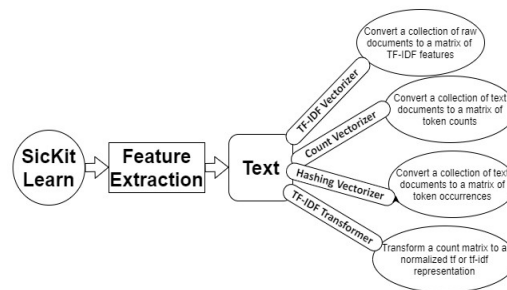 SicKit
Learn
Feature
Extraction
Text
TF-IDF Vectorizer
Convert a collection of raw
documents to a matrix of
TF-IDF features
Count Vectorizer
Convert a collection of text
documents to a matrix of
token counts
Hashing Vectorizer
Convert a collection of text
documents to a matrix of
token occurrences
TF-IDF Transformer
Transform a count matrix to a
normalized tf or tf-idf
representation